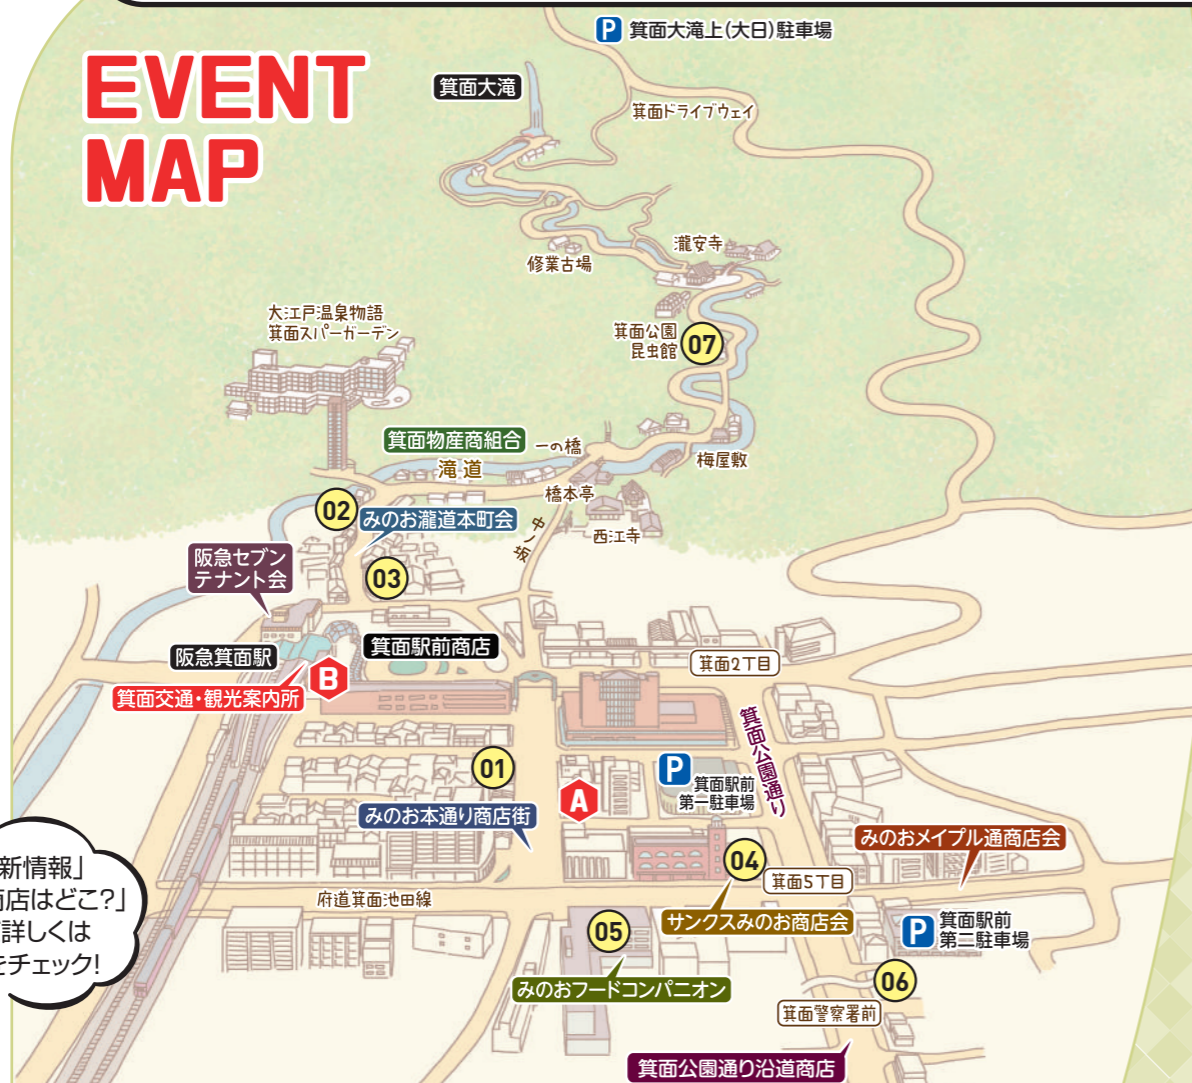 EVENT
MAP
P 箕面大滝上(大日)駐車場
箕面大滝
箕面ドライブウェイ
瀧安寺
修業古場
大江戸温泉物語
箕面スパーガーデン
箕面公園
昆虫館
07
箕面物産商組合
一の橋
滝道
梅屋敷
橋本亭
02
みのお瀧道本町会
西江寺
中ノ坂
阪急セブン
テナント会
03
箕面駅前商店
阪急箕面駅
箕面2丁目
B
箕面交通・観光案内所
箕面公園通り
01
P
箕面駅前
第一駐車場
A
みのお本通り商店街
みのおメイプル通商店会
04
箕面5丁目
新情報」
商店はどこ?」
詳しくは
をチェック!
府道箕面池田線
サンクスみのお商店会
05
P
箕面駅前
第二駐車場
みのおフードコンパニオン
06
箕面警察署前
箕面公園通り沿道商店